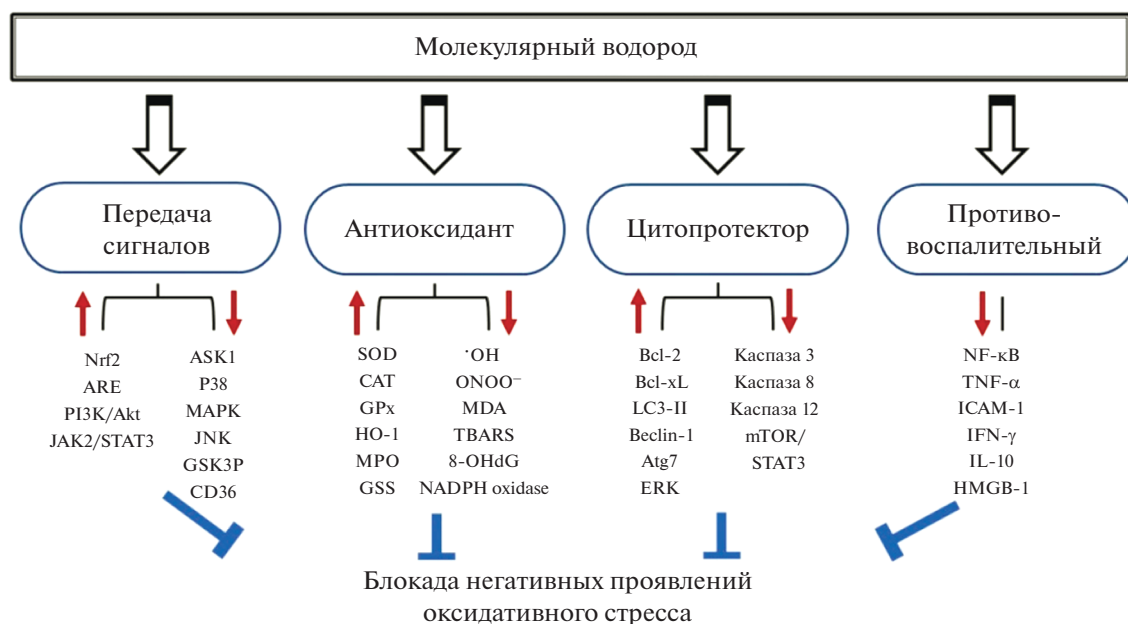 Молекулярный водород
Передача
сигналов
Антиоксидант
Цитопротектор
Противо-
воспалительный
Nrf2
ARE
PI3K/Akt
JAK2/STAT3
ASK1
P38
MAPK
JNK
GSK3P
CD36
SOD
CAT
GPx
HO-1
MPO
GSS
˙OH
ONOO⁻
MDA
TBARS
8-OHdG
NADPH oxidase
Bcl-2
Bcl-xL
LC3-II
Beclin-1
Atg7
ERK
Каспаза 3
Каспаза 8
Каспаза 12
mTOR/
STAT3
NF-κB
TNF-α
ICAM-1
IFN-γ
IL-10
HMGB-1
Блокада негативных проявлений
оксидативного стресса